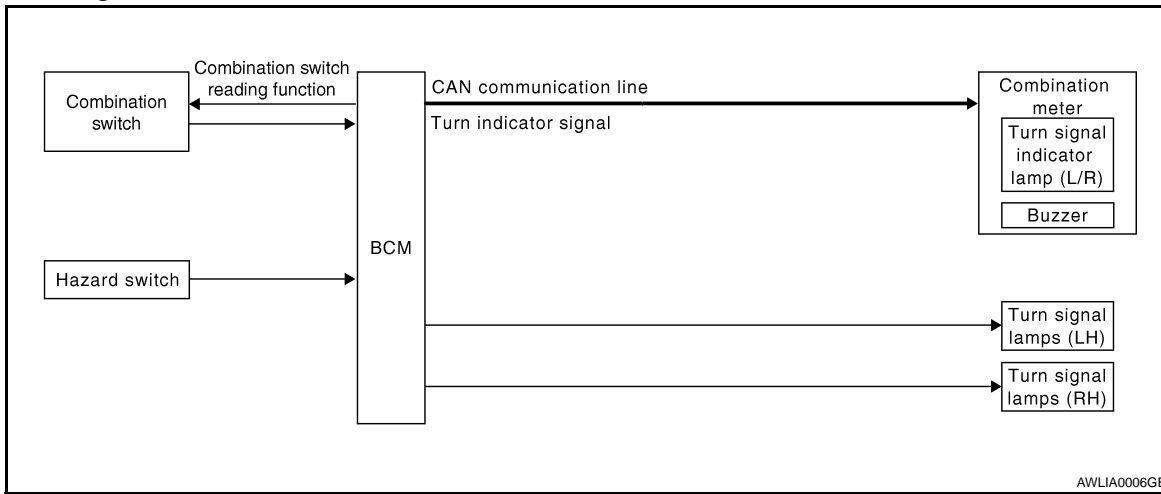 Combination
switch
Combination switch
reading function
BCM
CAN communication line
Turn indicator signal
Combination
meter
Turn signal
indicator
lamp (L/R)
Buzzer
Hazard switch
Turn signal
lamps (LH)
Turn signal
lamps (RH)